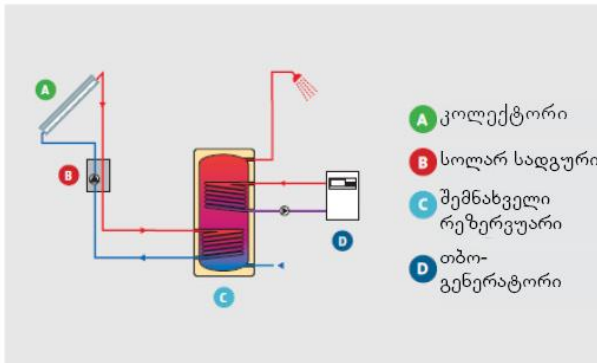 A
B
C
D
A კოლექტორი
B სოლარ სადგური
C შემნახველი
რეზერვუარი
D თბო-
გენერატორი